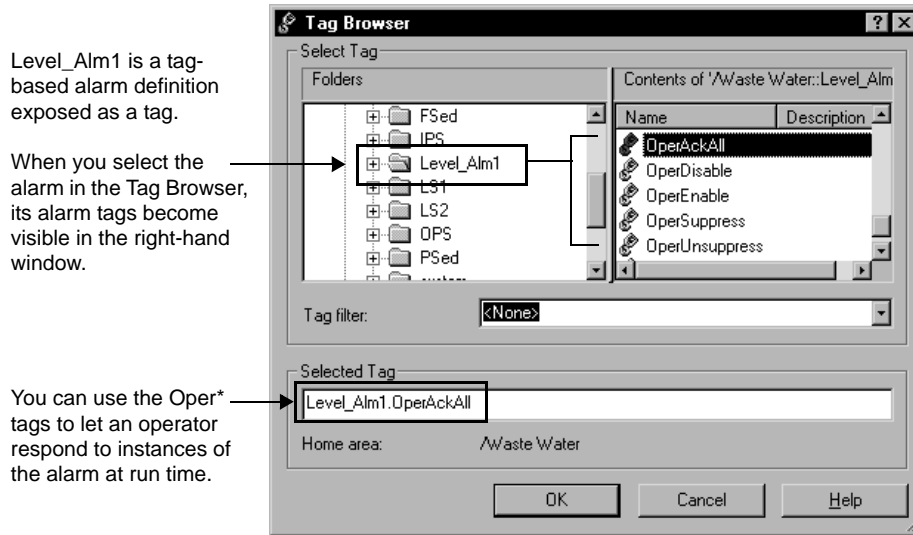 Tag Browser
Level_Alm1 is a tag-
based alarm definition
exposed as a tag.
When you select the
alarm in the Tag Browser,
its alarm tags become
visible in the right-hand
window.
You can use the Oper*
tags to let an operator
respond to instances of
the alarm at run time.
Select Tag
Folders
FSed
IPS
Level_Alm1
LS1
LS2
OPS
PSed
Contents of '/Waste Water::Level_Alm
Name Description
OperAckAll
OperDisable
OperEnable
OperSuppress
OperUnsuppress
Tag filter: <None>
Selected Tag
Level_Alm1.OperAckAll
Home area: /Waste Water
OK Cancel Help